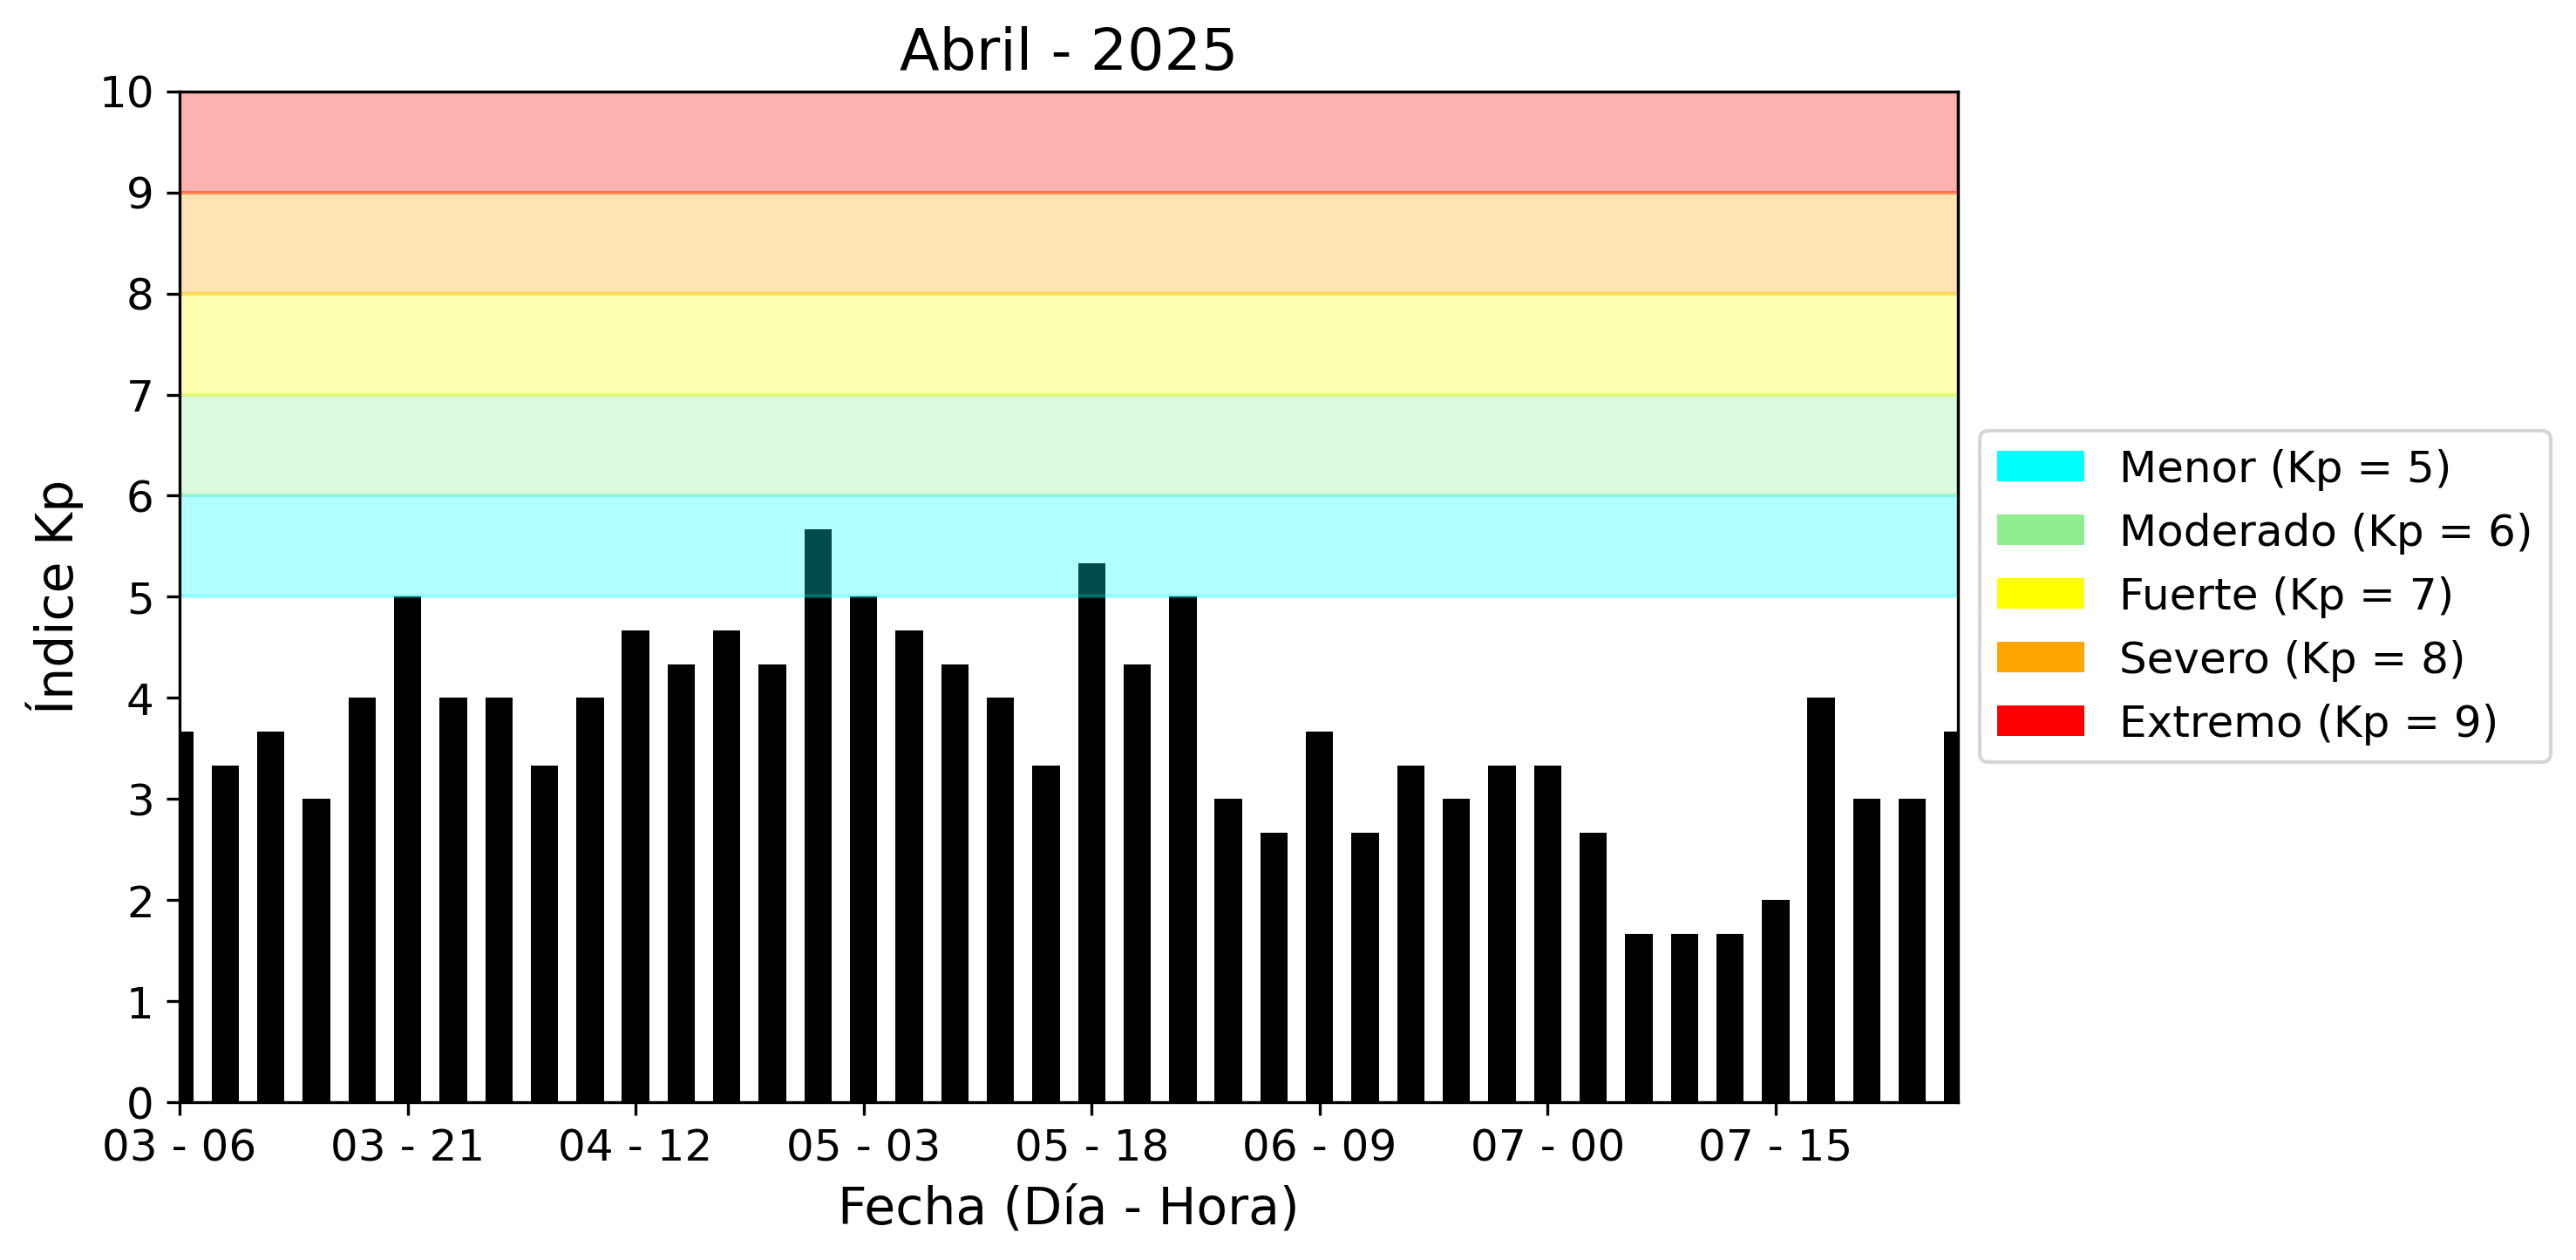 Abril - 2025
10
9
8
7
6
5
4
3
2
1
0
Índice Kp
03 - 06
03 - 21
04 - 12
05 - 03
05 - 18
06 - 09
07 - 00
07 - 15
Fecha (Día - Hora)
Menor (Kp = 5)
Moderado (Kp = 6)
Fuerte (Kp = 7)
Severo (Kp = 8)
Extremo (Kp = 9)